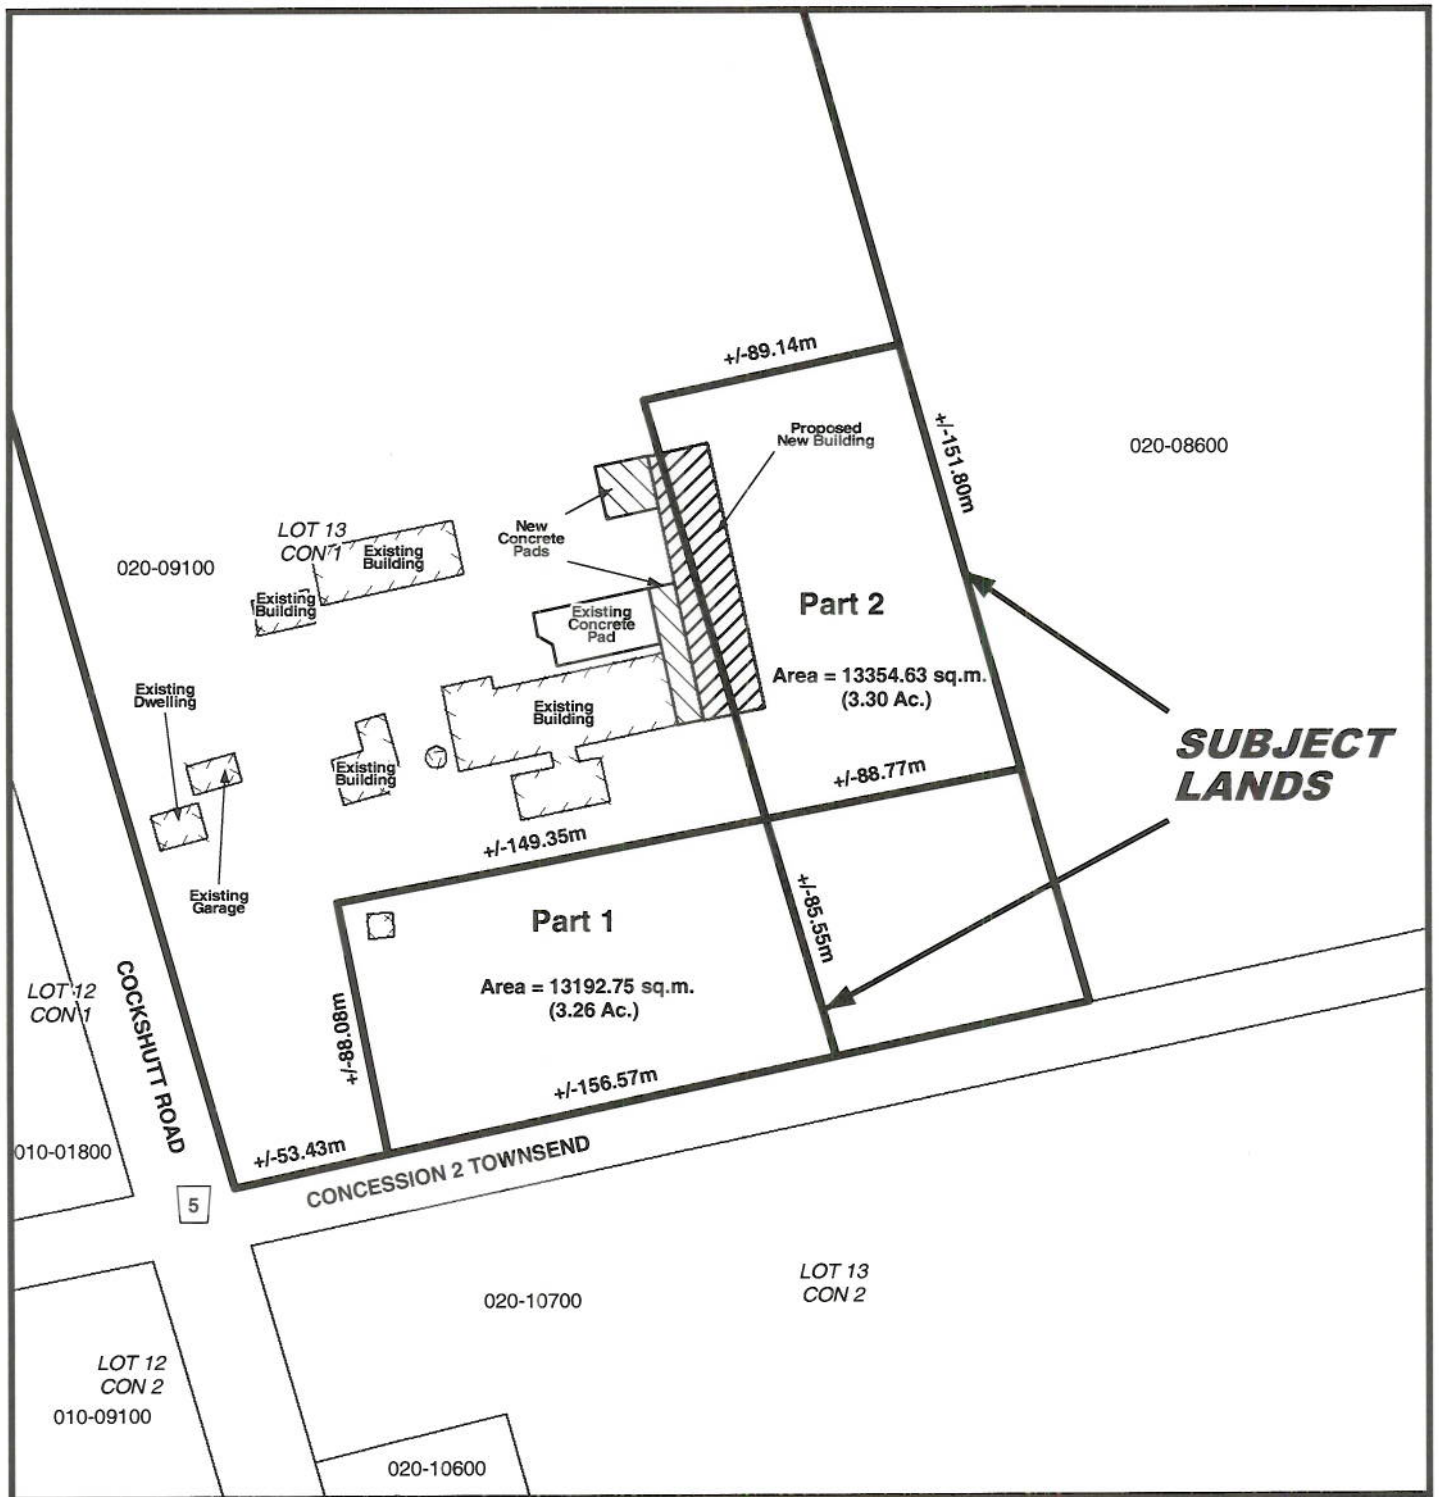 +/-89.14m
Proposed
New Building
+/-151.80m
020-08600
LOT 13
CON 1
Existing
Building
New
Concrete
Pads
020-09100
Existing
Building
Existing
Concrete
Pad
Part 2
Area = 13354.63 sq.m.
(3.30 Ac.)
Existing
Dwelling
Existing
Building
SUBJECT
LANDS
Existing
Building
+/-88.77m
+/-149.35m
Existing
Garage
Part 1
+/-85.55m
Area = 13192.75 sq.m.
(3.26 Ac.)
LOT 12
CON 1
COCKSHUTT ROAD
+/-88.08m
+/-156.57m
010-01800
+/-53.43m
CONCESSION 2 TOWNSEND
5
LOT 13
CON 2
020-10700
LOT 12
CON 2
010-09100
020-10600